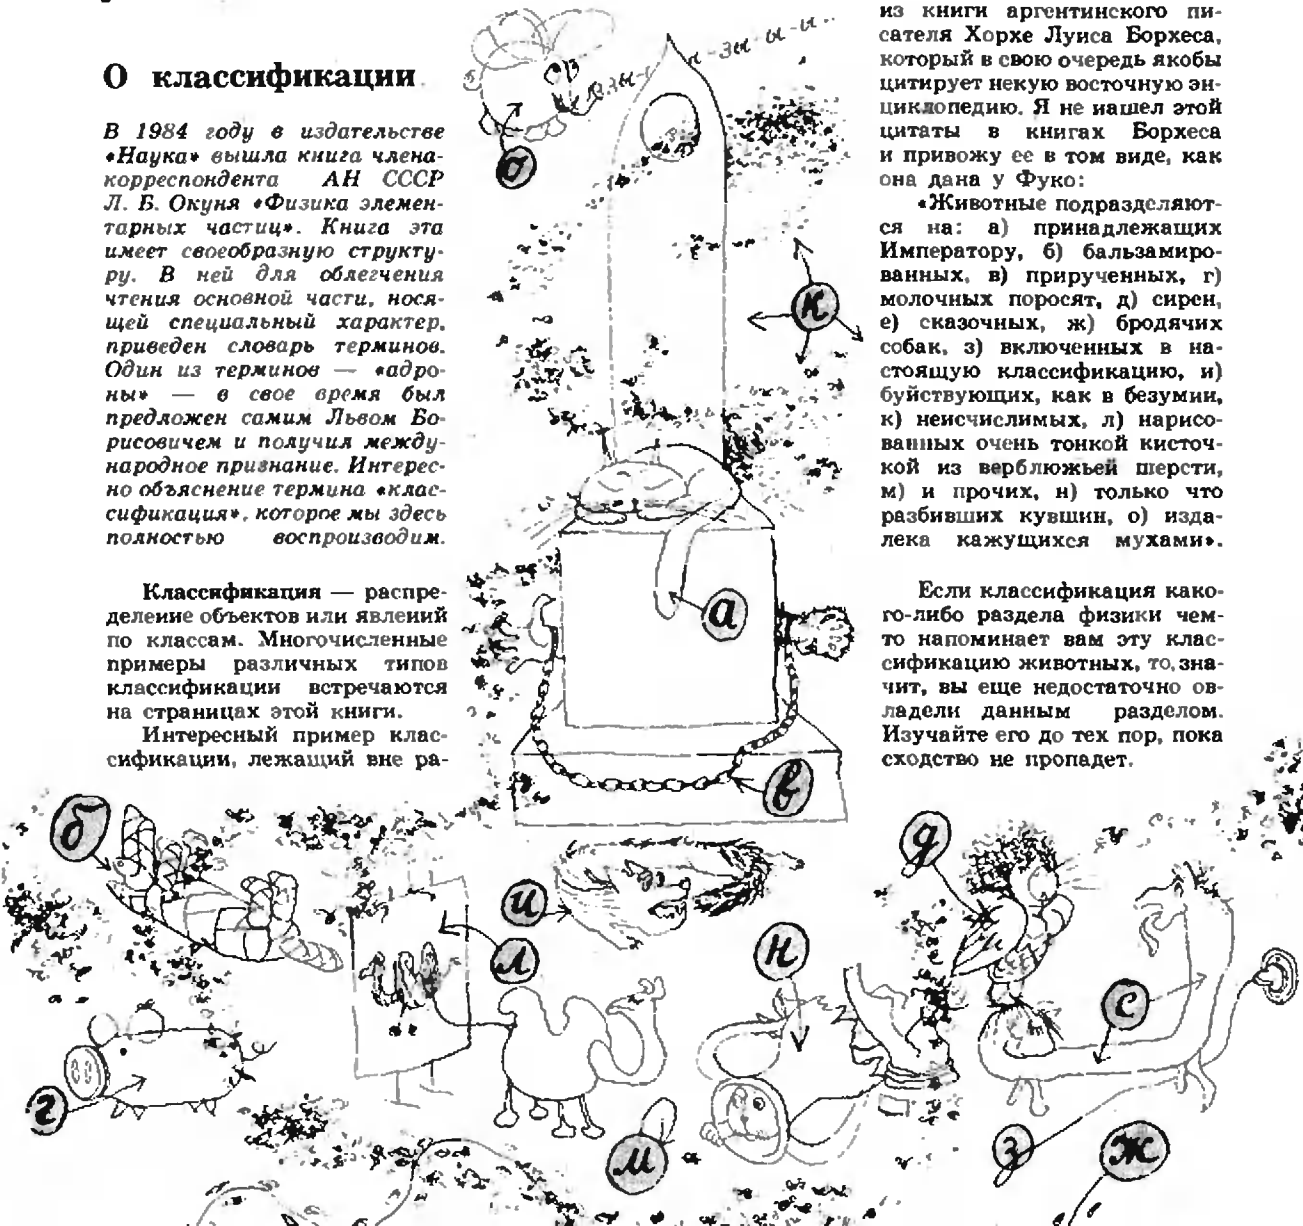 О классификации
В 1984 году в издательстве
«Наука» вышла книга члена-
корреспондента АН СССР
Л. Б. Окуня «Физика элемен-
тарных частиц». Книга эта
имеет своеобразную структу-
ру. В ней для облегчения
чтения основной части, нося-
щей специальный характер,
приведен словарь терминов.
Один из терминов — «адро-
ны» — в свое время был
предложен самим Львом Бо-
рисовичем и получил между-
народное признание. Интерес-
но объяснение термина «клас-
сификация», которое мы здесь
полностью воспроизводим.
Классификация — распре-
деление объектов или явлений
по классам. Многочисленные
примеры различных типов
классификации встречаются
на страницах этой книги.
Интересный пример клас-
сификации, лежащий вне ра-
из книги аргентинского пи-
сателя Хорхе Луиса Борхеса,
который в свою очередь якобы
цитирует некую восточную эн-
циклопедию. Я не нашел этой
цитаты в книгах Борхеса
и привожу ее в том виде, как
она дана у Фуко:
«Животные подразделяют-
ся на: а) принадлежащих
Императору, б) бальзамиро-
ванных, в) прирученных, г)
молочных поросят, д) сирен,
е) сказочных, ж) бродячих
собак, з) включенных в на-
стоящую классификацию, и)
буйствующих, как в безумии,
к) неисчислимых, л) нарисо-
ванных очень тонкой кисточ-
кой из верблюжьей шерсти,
м) и прочих, н) только что
разбивших кувшин, о) изда-
лека кажущихся мухами».
Если классификация како-
го-либо раздела физики чем-
то напоминает вам эту клас-
сификацию животных, то, зна-
чит, вы еще недостаточно ов-
ладели данным разделом.
Изучайте его до тех пор, пока
сходство не пропадет.
-зы-ы-ы..
о
к
а
в
б
и
л
н
д
е
г
м
з
ж